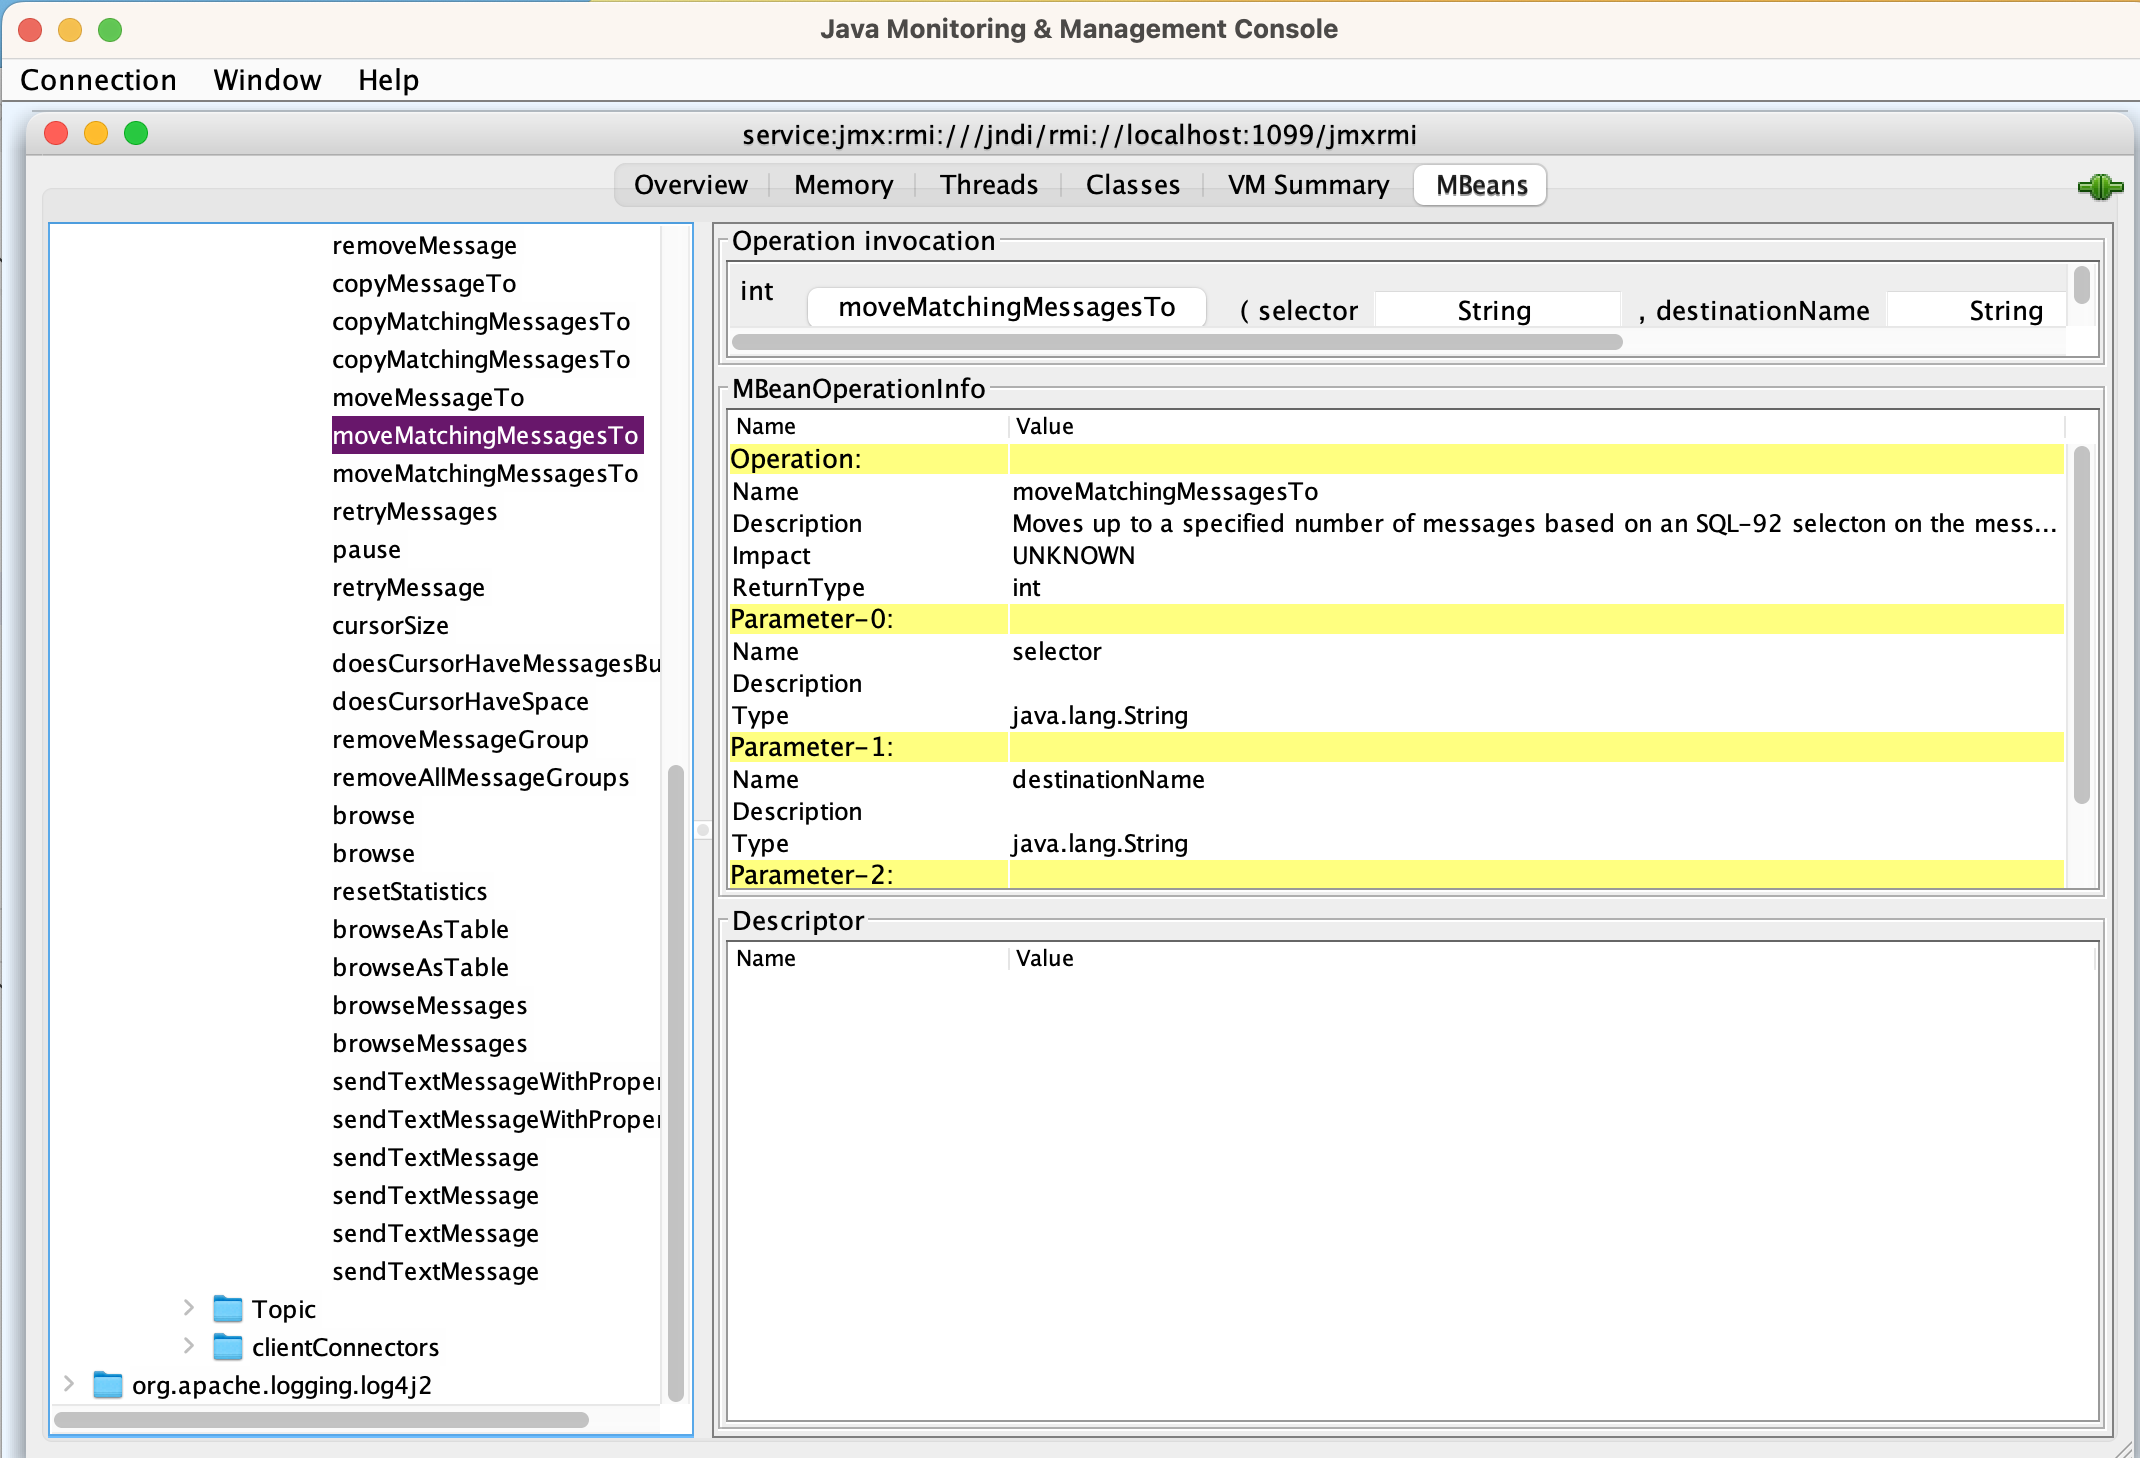 Java Monitoring & Management Console
Connection Window Help
service:jmx:rmi:///jndi/rmi://localhost:1099/jmxrmi
Overview Memory Threads Classes VM Summary MBeans
removeMessage
copyMessageTo
copyMatchingMessagesTo
copyMatchingMessagesTo
moveMessageTo
moveMatchingMessagesTo
moveMatchingMessagesTo
retryMessages
pause
retryMessage
cursorSize
doesCursorHaveMessagesBu
doesCursorHaveSpace
removeMessageGroup
removeAllMessageGroups
browse
browse
resetStatistics
browseAsTable
browseAsTable
browseMessages
browseMessages
sendTextMessageWithProper
sendTextMessageWithProper
sendTextMessage
sendTextMessage
sendTextMessage
sendTextMessage
Topic
clientConnectors
org.apache.logging.log4j2
Operation invocation
int moveMatchingMessagesTo ( selector String , destinationName String
MBeanOperationInfo
Name Value
Operation:
Name moveMatchingMessagesTo
Description Moves up to a specified number of messages based on an SQL-92 selecton on the mess...
Impact UNKNOWN
ReturnType int
Parameter-0:
Name selector
Description
Type java.lang.String
Parameter-1:
Name destinationName
Description
Type java.lang.String
Parameter-2:
Descriptor
Name Value